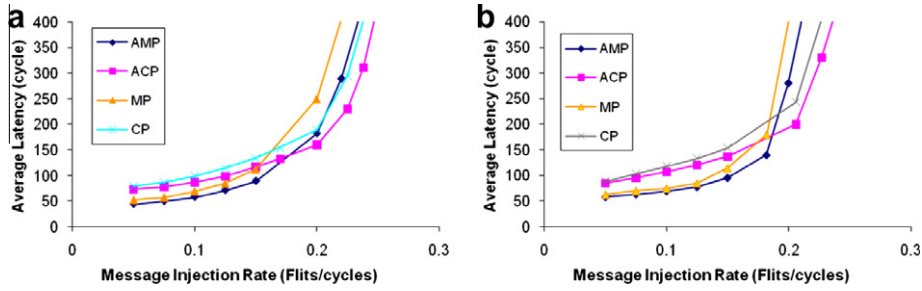 a
400
350
300
250
200
150
100
50
0
Average Latency (cycle)
AMP
ACP
MP
CP
0
0.1
0.2
0.3
Message Injection Rate (Flits/cycles)
b
400
350
300
250
200
150
100
50
0
Average Latency (cycle)
AMP
ACP
MP
CP
0
0.1
0.2
0.3
Message Injection Rate (Flits/cycles)